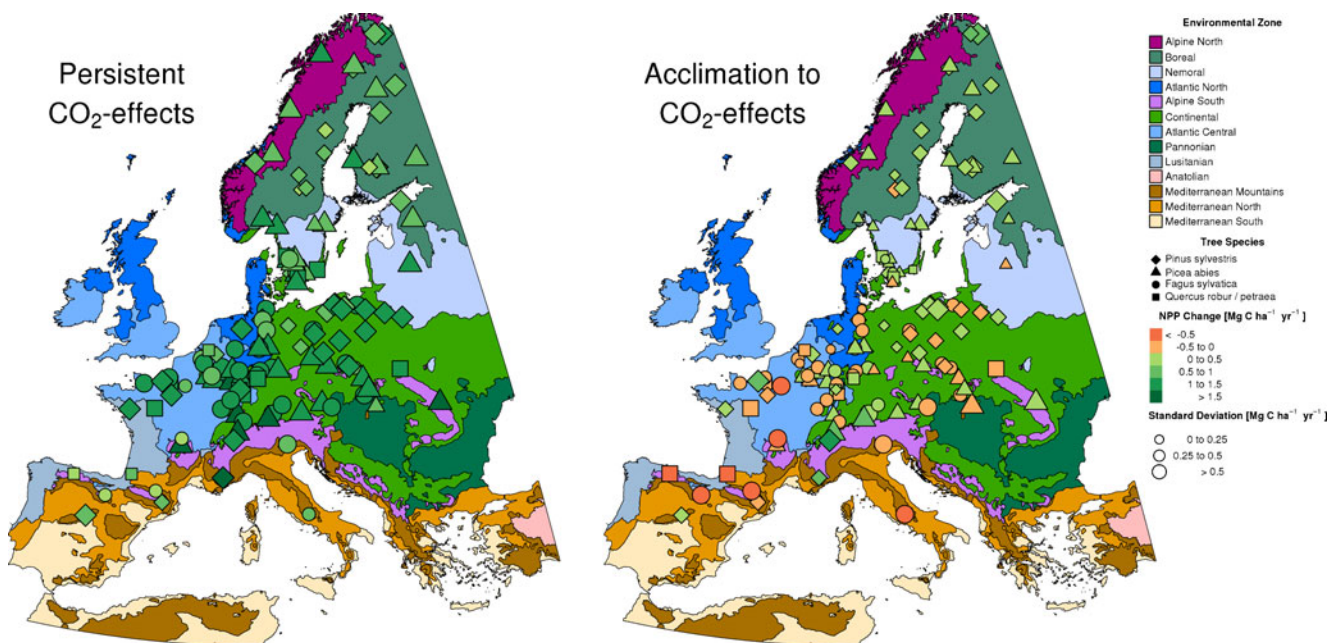 Persistent
CO₂-effects
Acclimation to
CO₂-effects
Environmental Zone
Alpine North
Boreal
Nemoral
Atlantic North
Alpine South
Continental
Atlantic Central
Pannonian
Lusitanian
Anatolian
Mediterranean Mountains
Mediterranean North
Mediterranean South
Tree Species
Pinus sylvestris
Picea abies
Fagus sylvatica
Quercus robur / petraea
NPP Change [Mg C ha⁻¹ yr⁻¹]
< -0.5
-0.5 to 0
0 to 0.5
0.5 to 1
1 to 1.5
> 1.5
Standard Deviation [Mg C ha⁻¹ yr⁻¹]
0 to 0.25
0.25 to 0.5
> 0.5